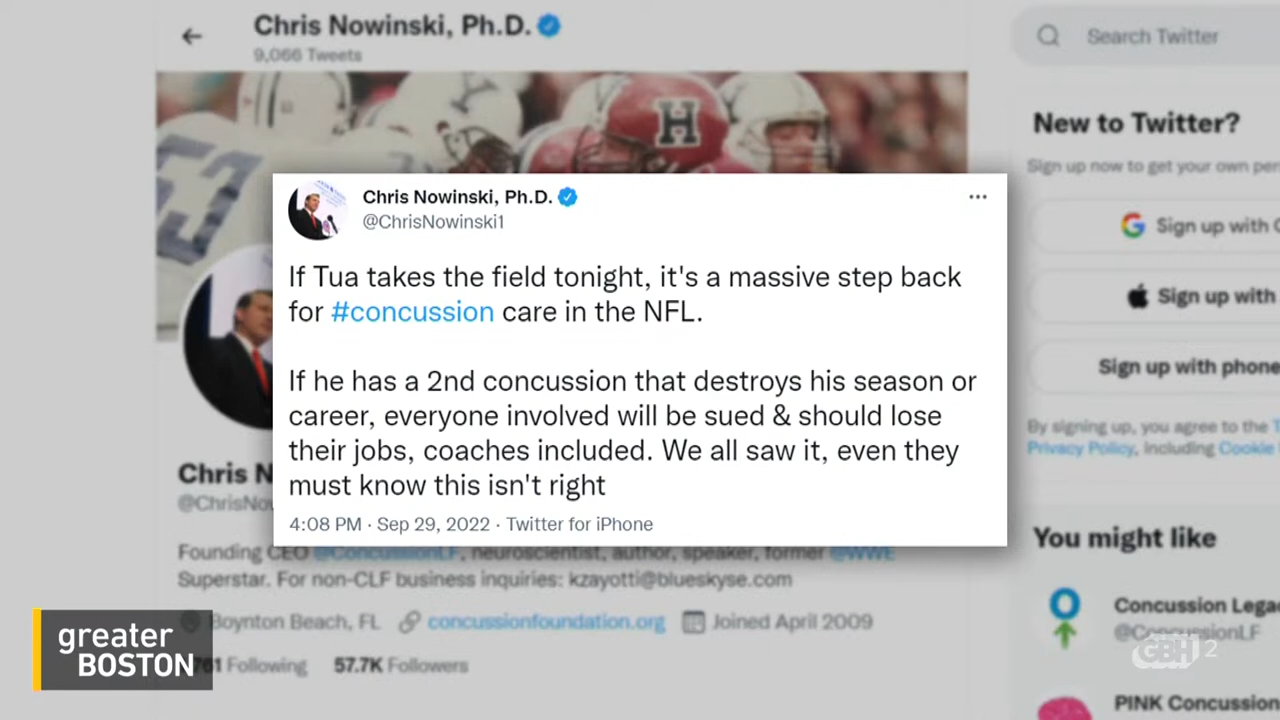 Chris Nowinski, Ph.D.
9,066 Tweets
Search Twitter
H
Y
New to Twitter?
Sign up now to get your own per
Sign up with
Sign up with
Sign up with phone
By signing up, you agree to the
Privacy Policy, including Cookie
Chris Nowinski, Ph.D.
@ChrisNowinski1
If Tua takes the field tonight, it's a massive step back
for #concussion care in the NFL.
If he has a 2nd concussion that destroys his season or
career, everyone involved will be sued & should lose
their jobs, coaches included. We all saw it, even they
must know this isn't right
4:08 PM · Sep 29, 2022 · Twitter for iPhone
Chris N
@ChrisNo
Founding CEO @ConcussionLF, neuroscientist, author, speaker, former @WWE
Superstar. For non-CLF business inquiries: kzayotti@blueskyse.com
Boynton Beach, FL concussionfoundation.org Joined April 2009
Following 57.7K Followers
You might like
Concussion Lega
@ConcussionLF
PINK Concussion
greater
BOSTON
GBH 2